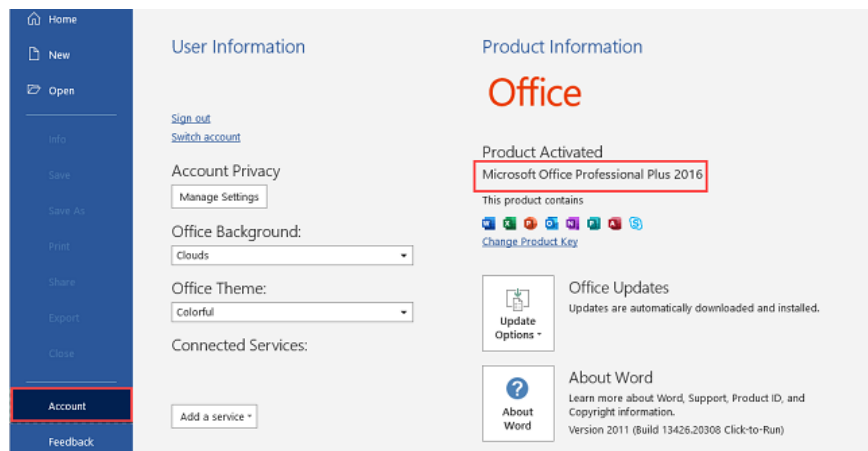 Home
New
Open
Info
Save
Save As
Print
Share
Export
Close
Account
Feedback
User Information
Sign out
Switch account
Account Privacy
Manage Settings
Office Background:
Clouds
Office Theme:
Colorful
Connected Services:
Add a service
Product Information
Office
Product Activated
Microsoft Office Professional Plus 2016
This product contains
Change Product Key
Update
Options
Office Updates
Updates are automatically downloaded and installed.
About
Word
About Word
Learn more about Word, Support, Product ID, and
Copyright information.
Version 2011 (Build 13426.20308 Click-to-Run)